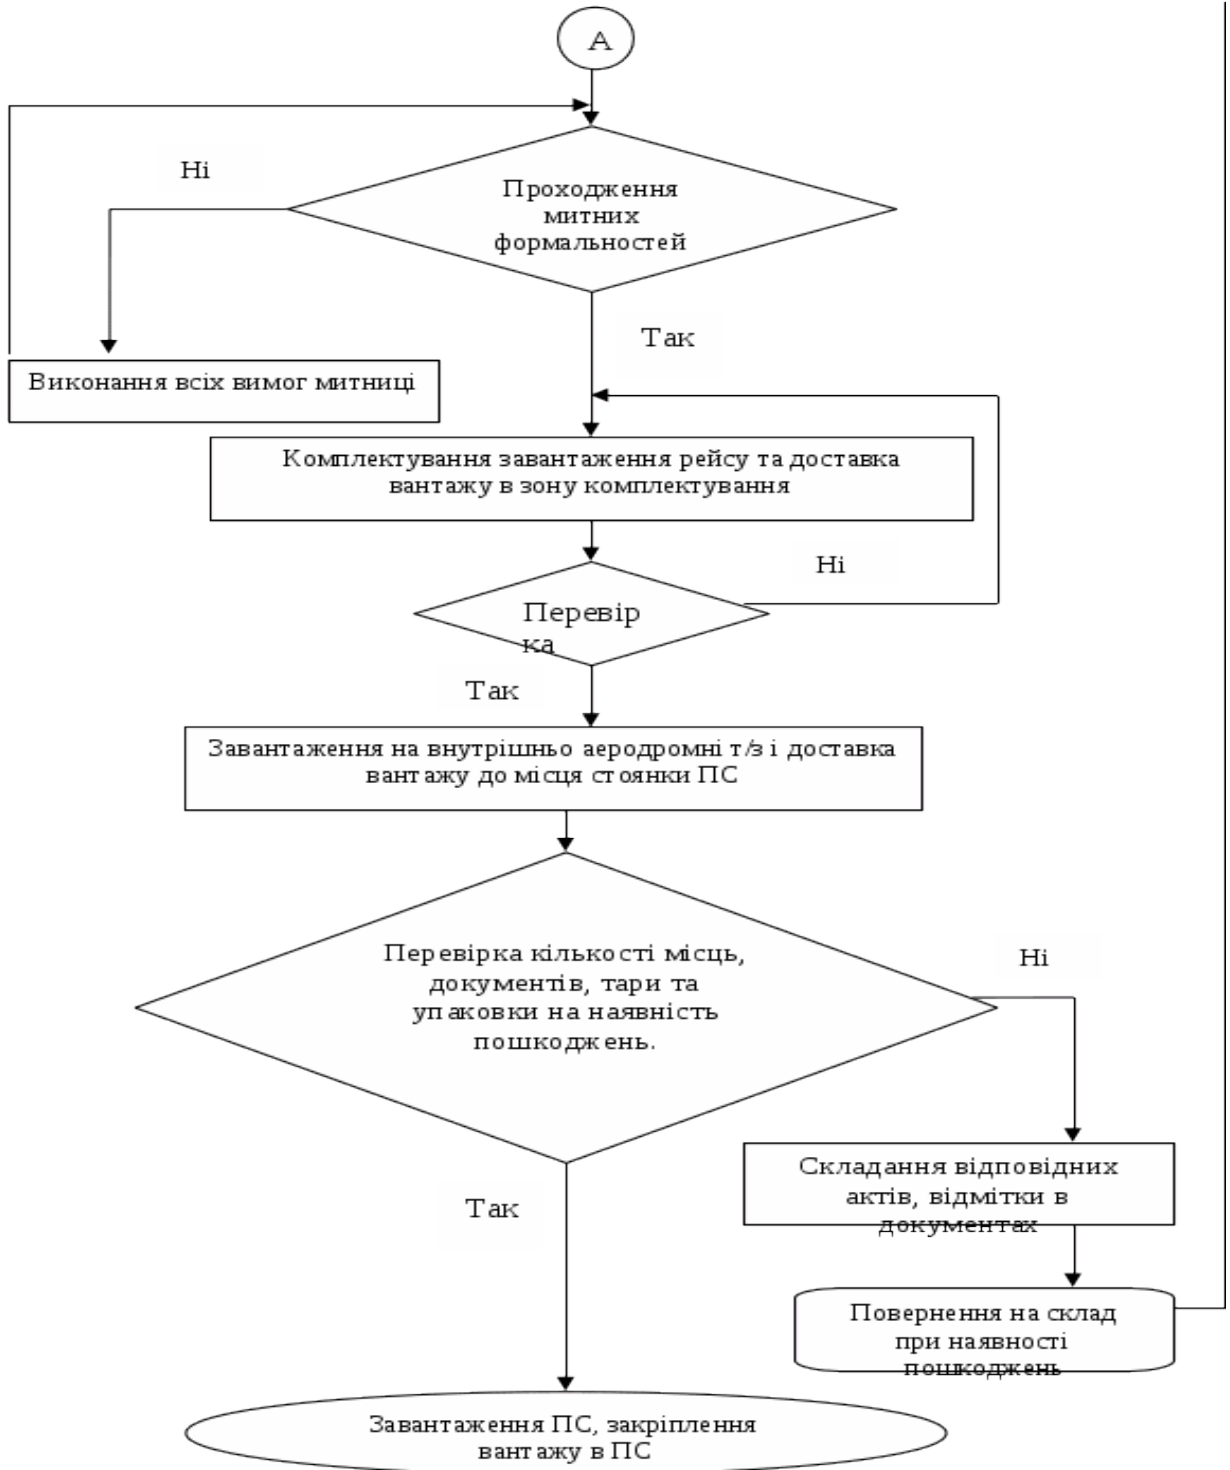 А
Ні
Проходження
митних
формальностей
Так
Виконання всіх вимог митниці
Комплектування завантаження рейсу та доставка
вантажу в зону комплектування
Ні
Перевір
ка
Так
Завантаження на внутрішньо аеродромні т/з і доставка
вантажу до місця стоянки ПС
Перевірка кількості місць,
документів, тари та
упаковки на наявність
пошкоджень.
Ні
Складання відповідних
актів, відмітки в
документах
Так
Повернення на склад
при наявності
пошкоджень
Завантаження ПС, закріплення
вантажу в ПС